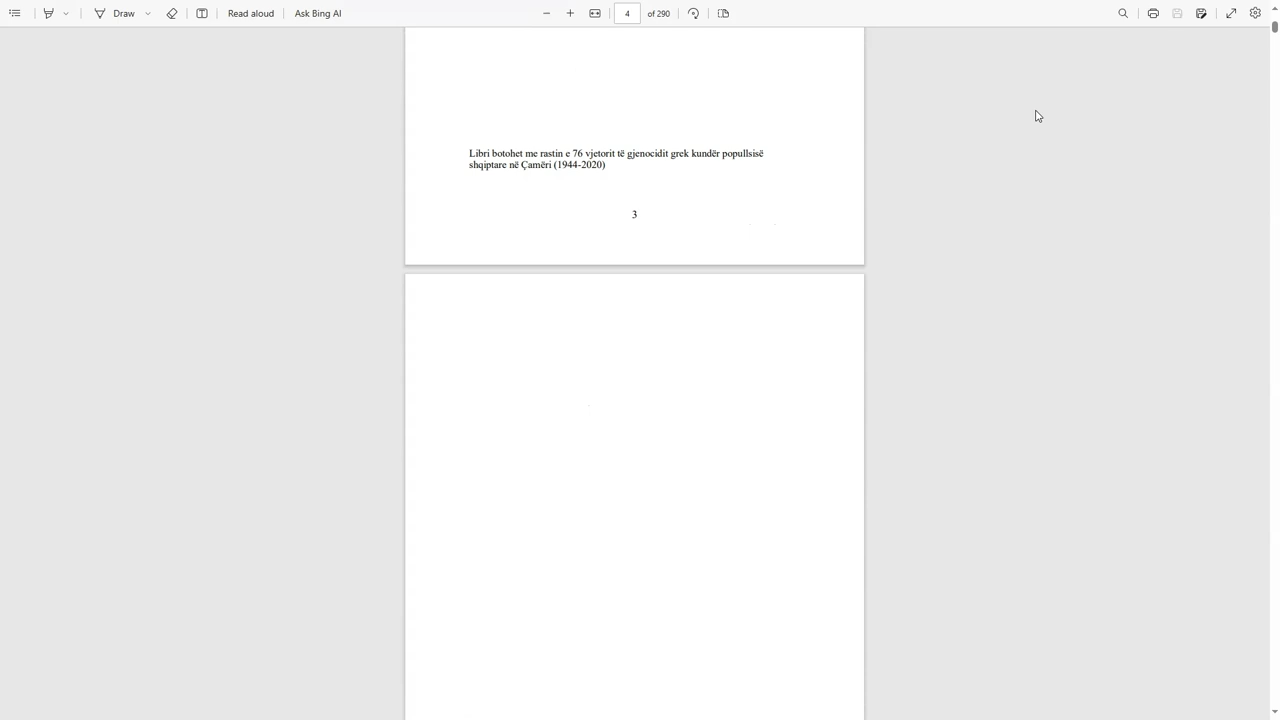 Draw
Read aloud
Ask Bing AI
4
of 290
Libri botohet me rastin e 76 vjetorit të gjenocidit grek kundër popullsisë
shqiptare në Çamëri (1944-2020)
3